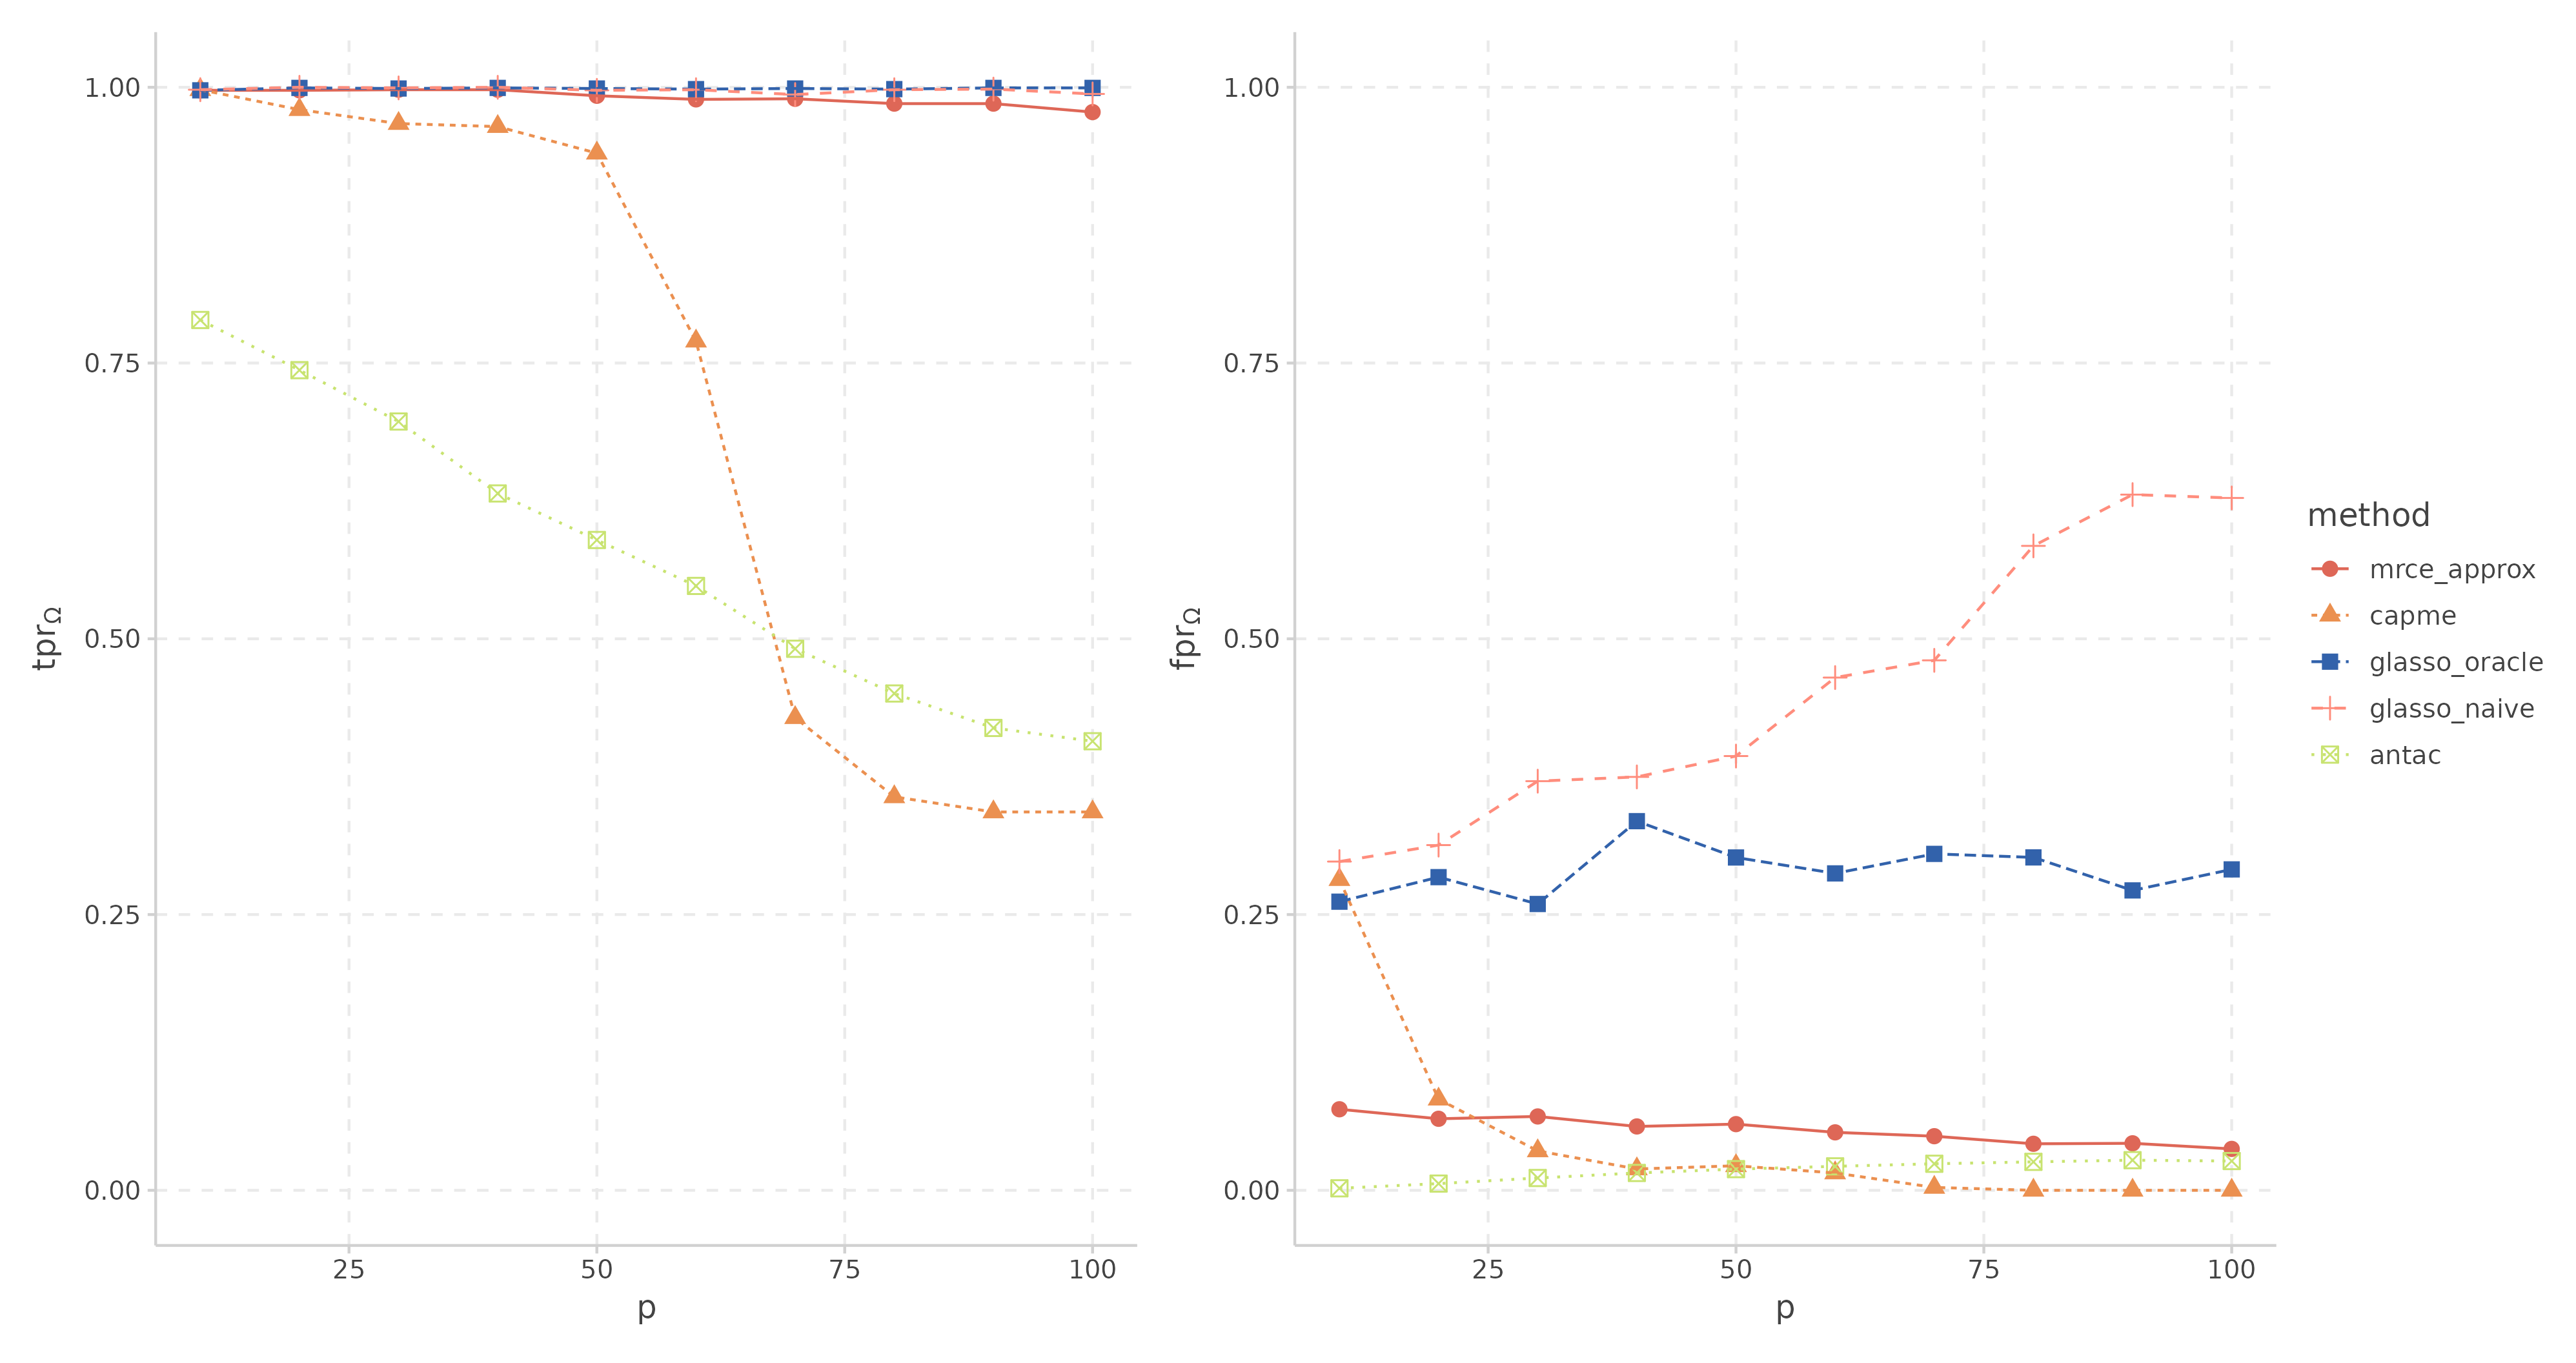 1.00
0.75
0.50
0.25
0.00
tprΩ
25 50 75 100
p
1.00
0.75
0.50
0.25
0.00
fprΩ
25 50 75 100
p
method
mrce_approx
capme
glasso_oracle
glasso_naive
antac